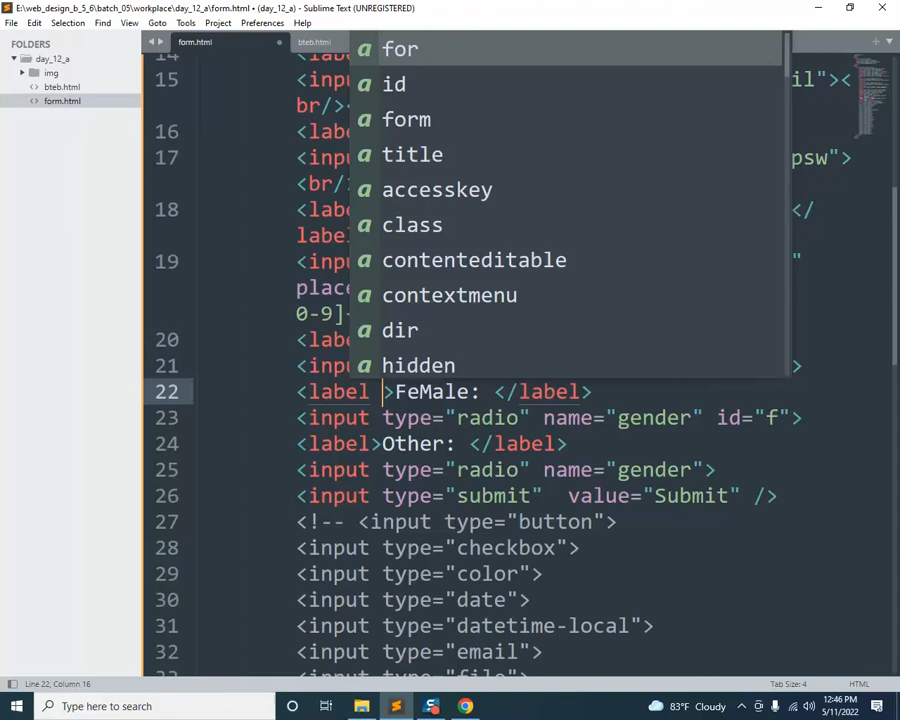 E:\web_design_b_5_6\batch_05\workplace\day_12_a\form.html • (day_12_a) - Sublime Text (UNREGISTERED)
File Edit Selection Find View Goto Tools Project Preferences Help
FOLDERS
day_12_a
img
bteb.html
form.html
form.html
bteb.html
for
id
form
title
accesskey
class
contenteditable
contextmenu
dir
hidden
14
15 <inpu il"><
br/><
16 <labe
17 <inpu psw">
<br/>
18 <labe </
label
19 <inpu "
place
0-9]
20 <labe
21 <inpu >
22 <label >FeMale: </label>
23 <input type="radio" name="gender" id="f">
24 <label>Other: </label>
25 <input type="radio" name="gender">
26 <input type="submit"  value="Submit" />
27 <!-- <input type="button">
28 <input type="checkbox">
29 <input type="color">
30 <input type="date">
31 <input type="datetime-local">
32 <input type="email">
Line 22, Column 16
Tab Size: 4
HTML
Type here to search
83°F Cloudy
12:46 PM
5/11/2022